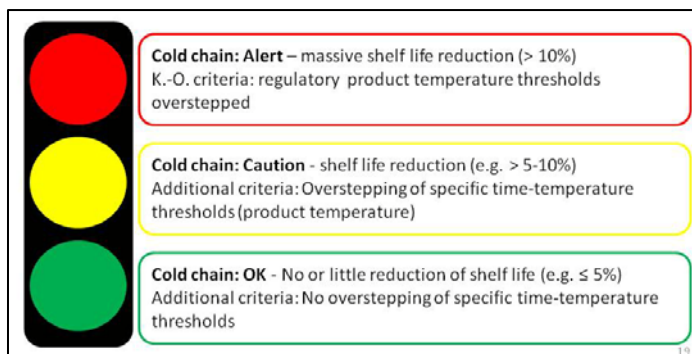 Cold chain: Alert – massive shelf life reduction (> 10%)
K.-O. criteria: regulatory product temperature thresholds
overstepped
Cold chain: Caution - shelf life reduction (e.g. > 5-10%)
Additional criteria: Overstepping of specific time-temperature
thresholds (product temperature)
Cold chain: OK - No or little reduction of shelf life (e.g. ≤ 5%)
Additional criteria: No overstepping of specific time-temperature
thresholds
19